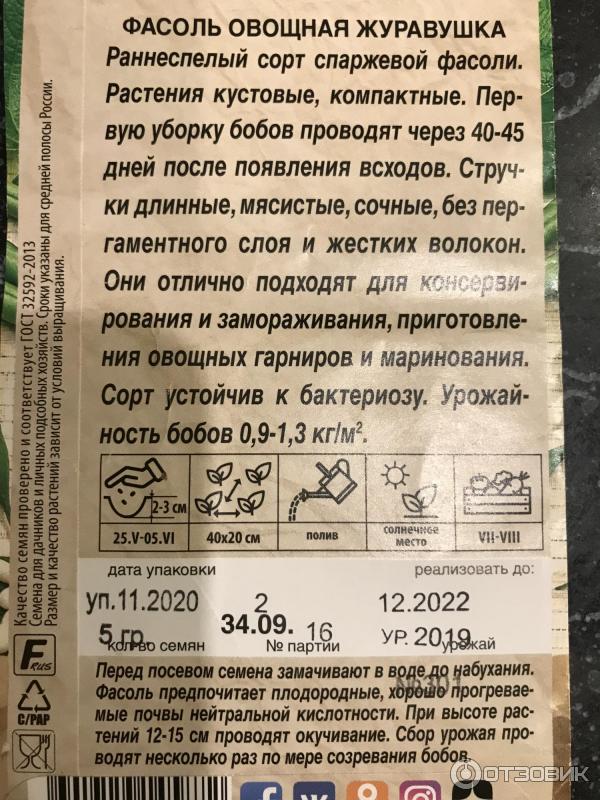 ФАСОЛЬ ОВОЩНАЯ ЖУРАВУШКА
Раннеспелый сорт спаржевой фасоли.
Растения кустовые, компактные. Пер-
вую уборку бобов проводят через 40-45
дней после появления всходов. Струч-
ки длинные, мясистые, сочные, без пер-
гаментного слоя и жестких волокон.
Они отлично подходят для консерви-
рования и замораживания, приготовле-
ния овощных гарниров и маринования.
Сорт устойчив к бактериозу. Урожай-
ность бобов 0,9-1,3 кг/м².
2-3 см
25.V-05.VI
40x20 см
полив
солнечное
место
VII-VIII
дата упаковки
реализовать до:
уп.11.2020
2
12.2022
5 гр
34.09.
16
УР. 2019
кол-во семян
№ партии
урожай
№301
Перед посевом семена замачивают в воде до набухания.
Фасоль предпочитает плодородные, хорошо прогревае-
мые почвы нейтральной кислотности. При высоте рас-
тений 12-15 см проводят окучивание. Сбор урожая про-
водят несколько раз по мере созревания бобов.
Качество семян проверено и соответствует ГОСТ 32592-2013
Семена для дачников и личных подсобных хозяйств. Сроки указаны для средней полосы России.
Размер и качество растений зависит от условий выращивания.
F RUS
C/PAP
ОТЗОВИК